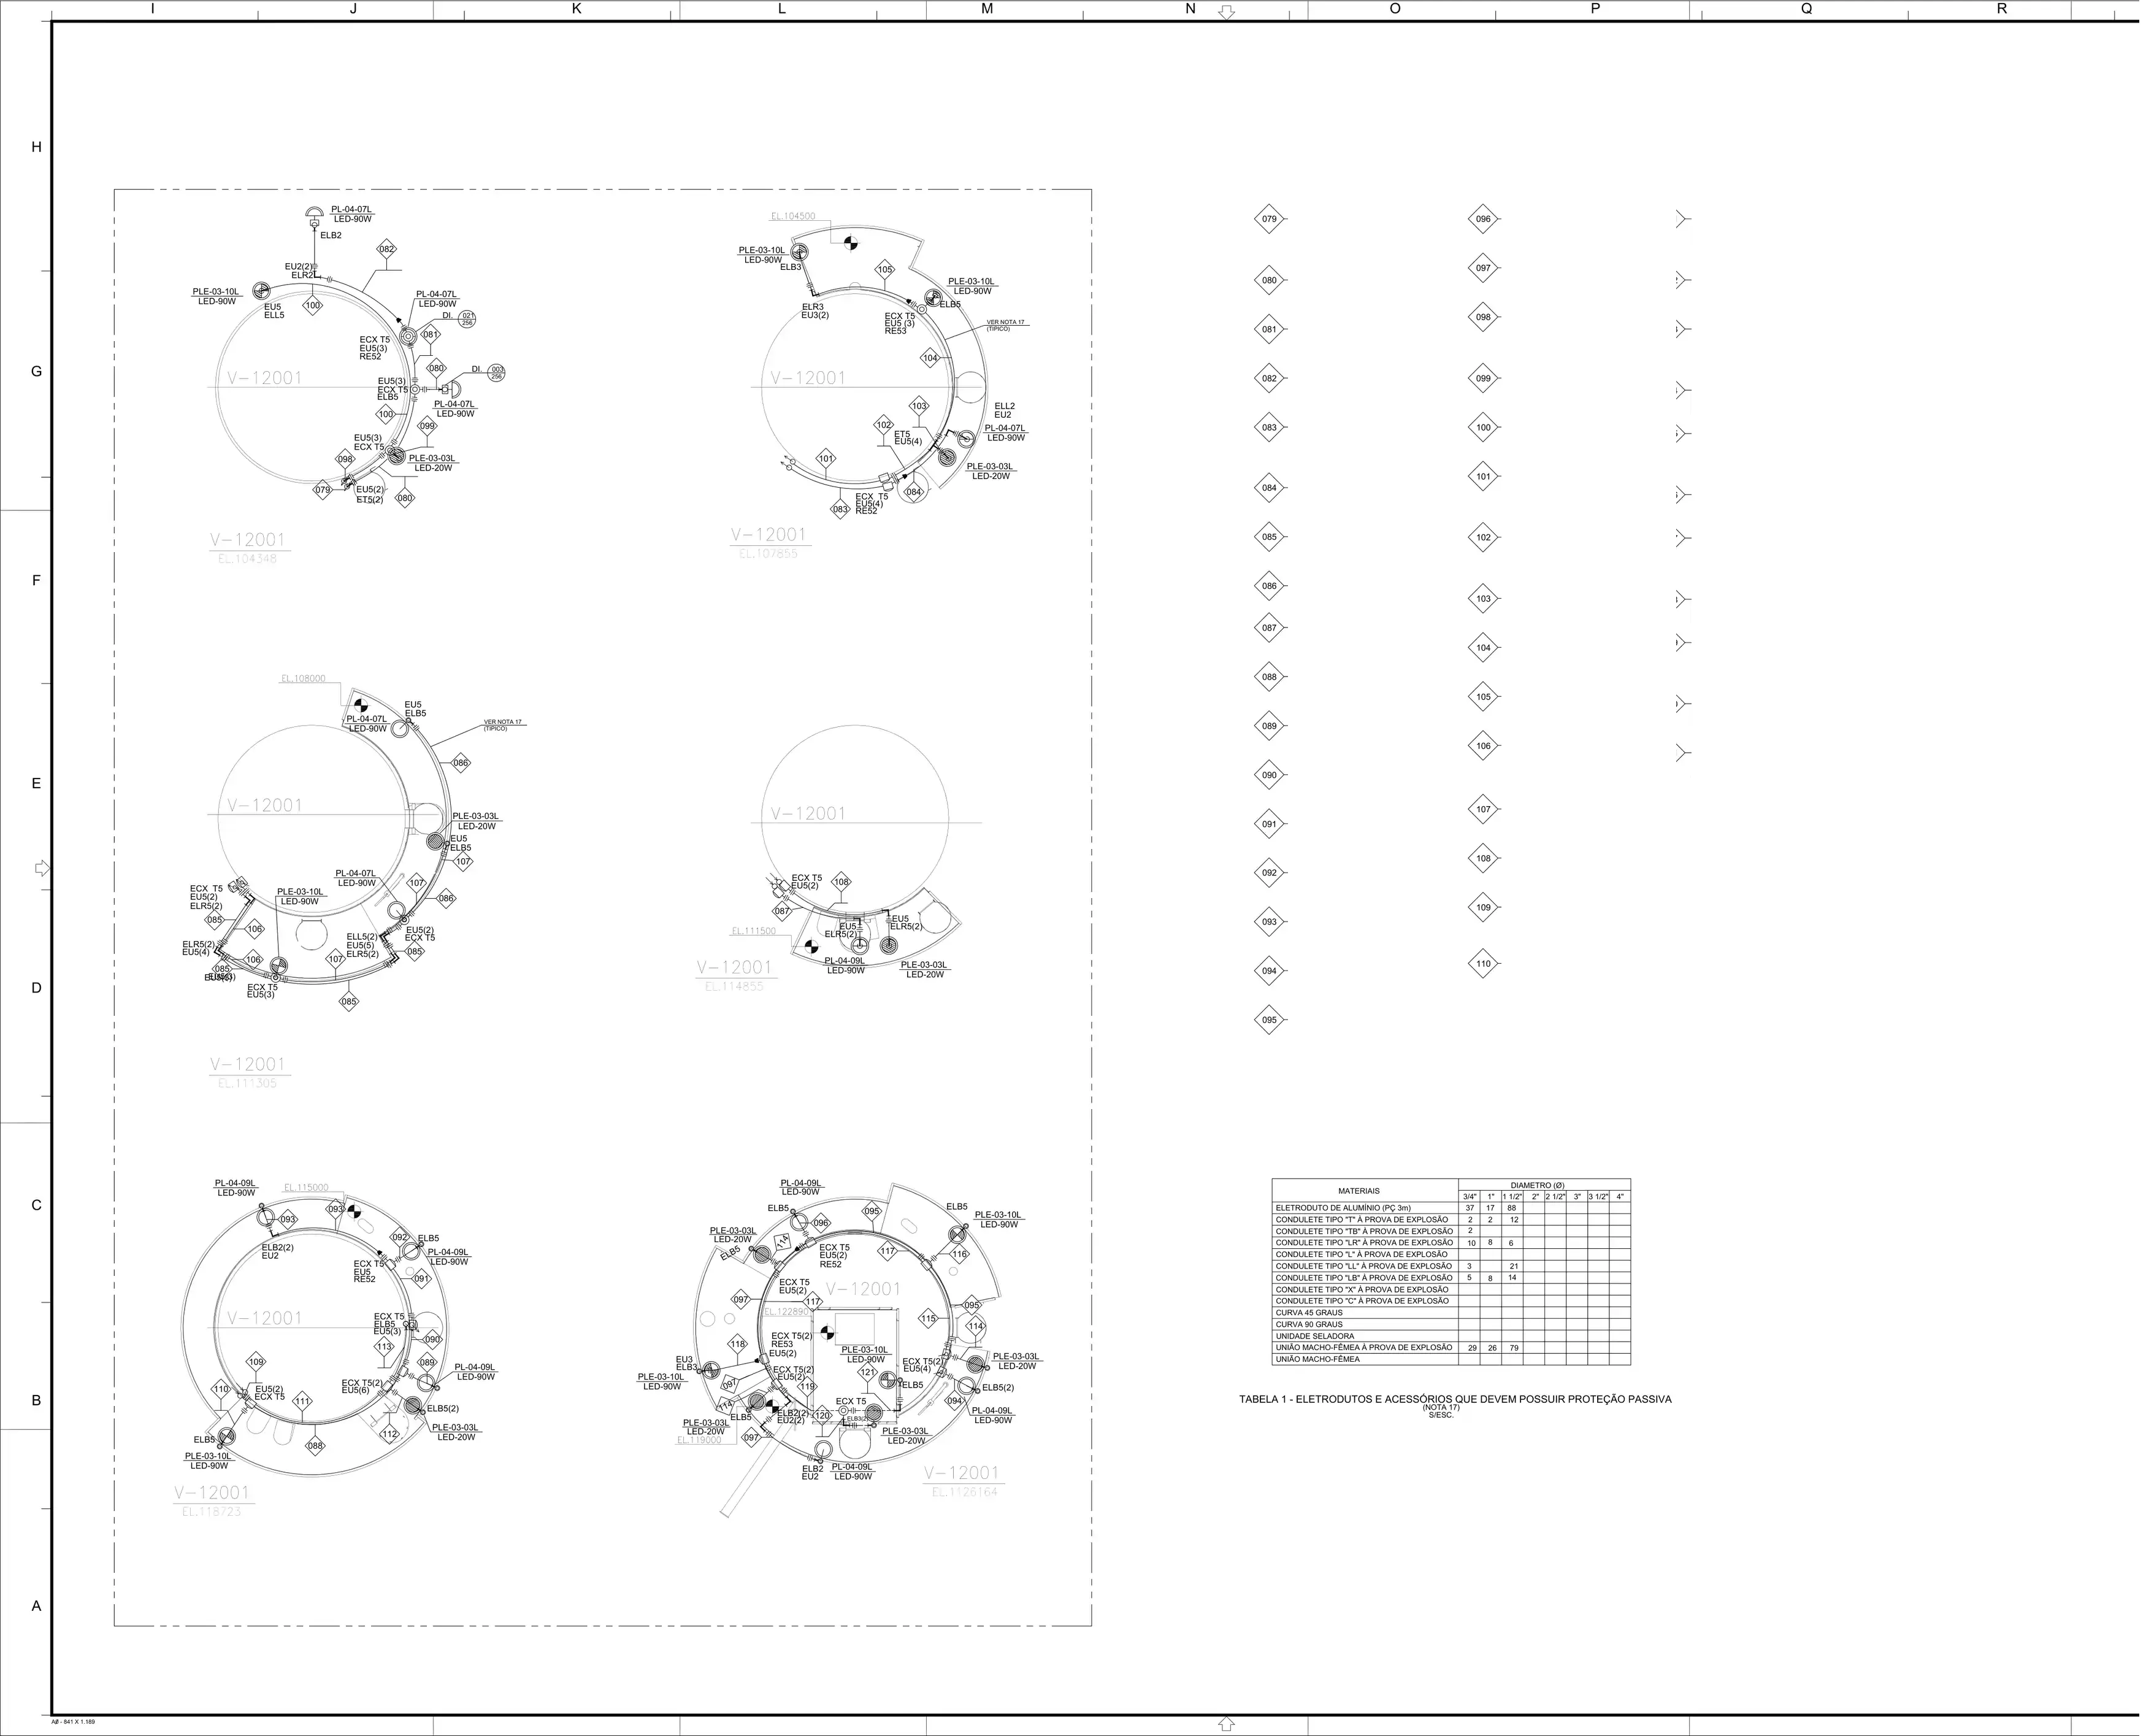 I J K L M N O P Q R
H
G
F
E
D
C
B
A
PL-04-07L
LED-90W
ELB2
082
EU2(2)
ELR2
PLE-03-10L
LED-90W
EU5
ELL5
100
PL-04-07L
LED-90W
DI.
021
256
ECX T5
EU5(3)
RE52
081
080
DI.
003
256
EU5(3)
ECX T5
ELB5
PL-04-07L
LED-90W
100
099
EU5(3)
ECX T5
098
PLE-03-03L
LED-20W
079
EU5(2)
ET5(2)
080
V-12001
V-12001
EL.104348
EL.104500
PLE-03-10L
LED-90W
ELB3
105
PLE-03-10L
LED-90W
ELB5
ELR3
EU3(2)
ECX T5
EU5 (3)
RE53
VER NOTA 17
(TIPICO)
104
V-12001
103
ELL2
EU2
102
ET5
EU5(4)
PL-04-07L
LED-90W
101
PLE-03-03L
LED-20W
084
083
ECX T5
EU5(4)
RE52
V-12001
EL.107855
EL.108000
EU5
ELB5
PL-04-07L
LED-90W
VER NOTA 17
(TIPICO)
086
V-12001
PLE-03-03L
LED-20W
EU5
ELB5
107
PL-04-07L
LED-90W
107
086
ECX T5
EU5(2)
ELR5(2)
PLE-03-10L
LED-90W
085
106
ELR5(2)
EU5(4)
106
085
ELL5(2)
EU5(5)
ELR5(2)
EU5(2)
ECX T5
085
107
ECX T5
EU5(3)
085
V-12001
EL.111305
V-12001
ECX T5
EU5(2)
108
087
EU5
ELR5(2)
EU5
ELR5(2)
EL.111500
PL-04-09L
LED-90W
PLE-03-03L
LED-20W
V-12001
EL.114855
PL-04-09L
LED-90W
EL.115000
093
093
ELB2(2)
EU2
092
ELB5
PL-04-09L
LED-90W
ECX T5
EU5
RE52
091
V-12001
ECX T5
ELB5
EU5(3)
090
113
089
PL-04-09L
LED-90W
109
110
EU5(2)
ECX T5
ECX T5(2)
EU5(6)
111
ELB5(2)
112
088
PLE-03-03L
LED-20W
ELB5
PLE-03-10L
LED-90W
V-12001
EL.118723
PL-04-09L
LED-90W
ELB5
096
095
ELB5
PLE-03-10L
LED-90W
PLE-03-03L
LED-20W
ELB5
114
ECX T5
EU5(2)
RE52
117
116
ECX T5
EU5(2)
V-12001
097
117
EL.122890
095
115
114
118
ECX T5(2)
RE53
EU5(2)
PLE-03-10L
LED-90W
ECX T5(2)
EU5(4)
PLE-03-03L
LED-20W
EU3
ELB3
PLE-03-10L
LED-90W
ECX T5(2)
EU5(2)
121
097
119
ELB5
ELB5(2)
114
ECX T5
094
ELB5
ELB2(2)
EU2(2)
120
ELB3(2)
PL-04-09L
LED-90W
PLE-03-03L
LED-20W
EL.119000
097
PLE-03-03L
LED-20W
ELB2
EU2
PL-04-09L
LED-90W
V-12001
EL.1126164
079
080
081
082
083
084
085
086
087
088
089
090
091
092
093
094
095
096
097
098
099
100
101
102
103
104
105
106
107
108
109
110
MATERIAIS DIAMETRO (Ø)
3/4" 1" 1 1/2" 2" 2 1/2" 3" 3 1/2" 4"
ELETRODUTO DE ALUMÍNIO (PÇ 3m) 37 17 88
CONDULETE TIPO "T" À PROVA DE EXPLOSÃO 2 2 12
CONDULETE TIPO "TB" À PROVA DE EXPLOSÃO 2
CONDULETE TIPO "LR" À PROVA DE EXPLOSÃO 10 8 6
CONDULETE TIPO "L" À PROVA DE EXPLOSÃO
CONDULETE TIPO "LL" À PROVA DE EXPLOSÃO 3 21
CONDULETE TIPO "LB" À PROVA DE EXPLOSÃO 5 8 14
CONDULETE TIPO "X" À PROVA DE EXPLOSÃO
CONDULETE TIPO "C" À PROVA DE EXPLOSÃO
CURVA 45 GRAUS
CURVA 90 GRAUS
UNIDADE SELADORA
UNIÃO MACHO-FÊMEA À PROVA DE EXPLOSÃO 29 26 79
UNIÃO MACHO-FÊMEA
TABELA 1 - ELETRODUTOS E ACESSÓRIOS QUE DEVEM POSSUIR PROTEÇÃO PASSIVA
(NOTA 17)
S/ESC.
AØ - 841 X 1.189